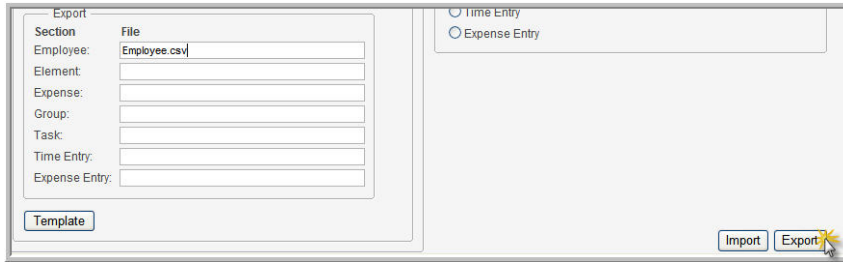 Export
Section File
Employee: Employee.csv
Element:
Expense:
Group:
Task:
Time Entry:
Expense Entry:
Template
Time Entry
Expense Entry
Import Export